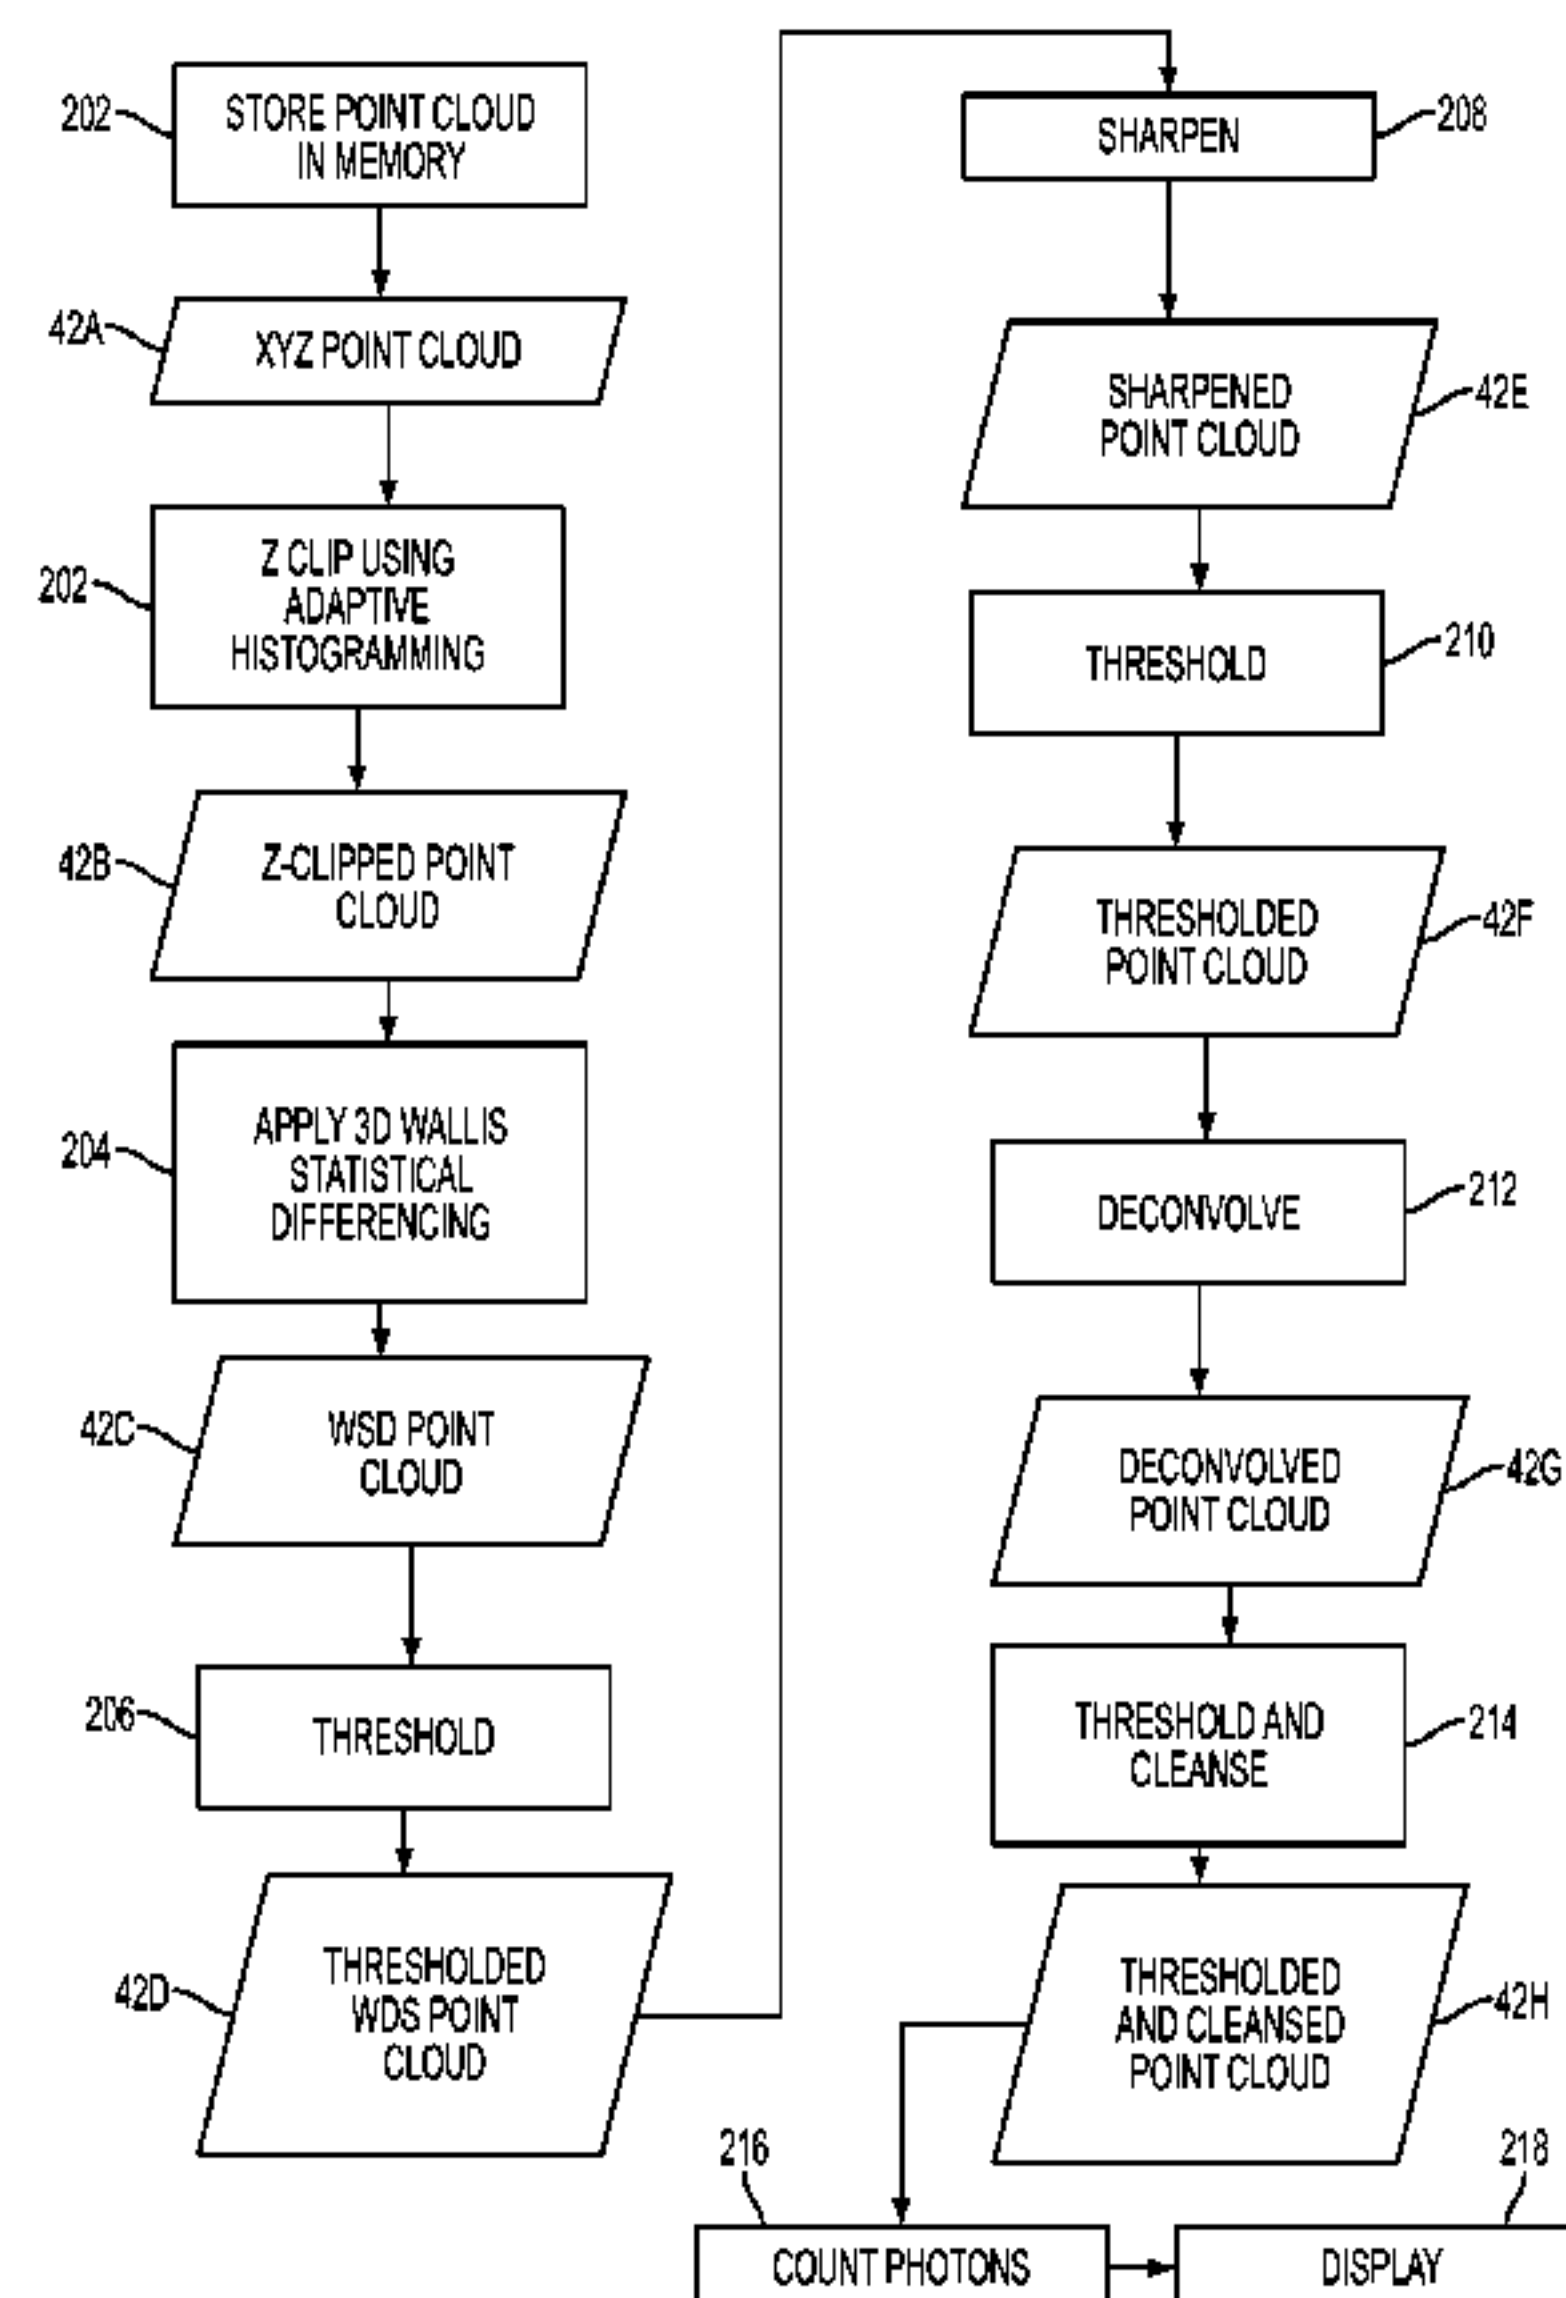 202
STORE POINT CLOUD
IN MEMORY
42A
XYZ POINT CLOUD
202
Z CLIP USING
ADAPTIVE
HISTOGRAMMING
42B
Z-CLIPPED POINT
CLOUD
204
APPLY 3D WALLIS
STATISTICAL
DIFFERENCING
42C
WSD POINT
CLOUD
206
THRESHOLD
42D
THRESHOLDED
WDS POINT
CLOUD
SHARPEN
208
SHARPENED
POINT CLOUD
42E
THRESHOLD
210
THRESHOLDED
POINT CLOUD
42F
DECONVOLVE
212
DECONVOLVED
POINT CLOUD
42G
THRESHOLD AND
CLEANSE
214
THRESHOLDED
AND CLEANSED
POINT CLOUD
42H
216
COUNT PHOTONS
218
DISPLAY